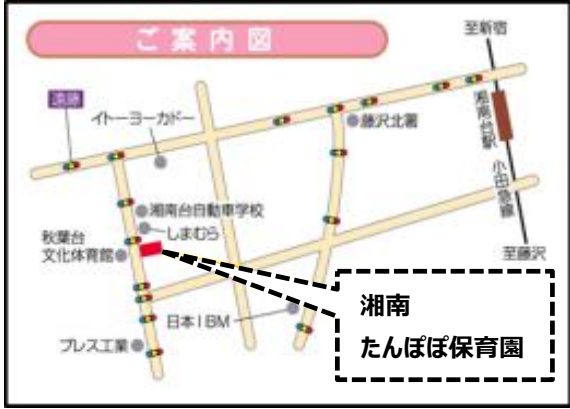 ご案内図
至新宿
遠藤
イトーヨーカドー
藤沢北署
湘南台駅
小田急線
湘南台自動車学校
しまむら
秋葉台
文化体育館
至藤沢
日本IBM
プレス工業
湘南
たんぽぽ保育園